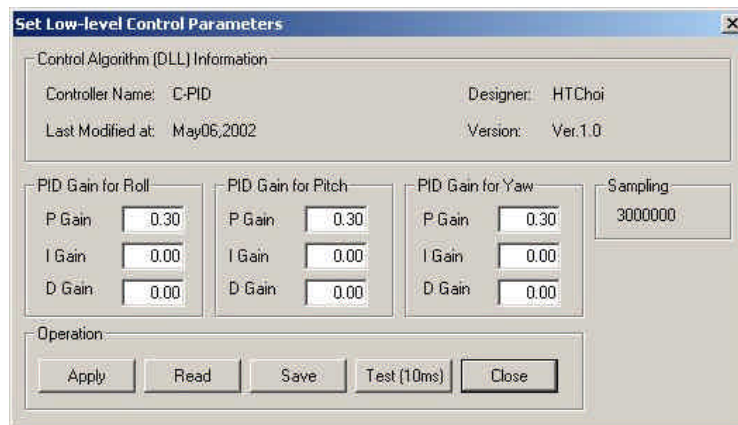 Set Low-level Control Parameters
Control Algorithm (DLL) Information
Controller Name: C-PID Designer: HTChoi
Last Modified at: May06,2002 Version: Ver.1.0
PID Gain for Roll PID Gain for Pitch PID Gain for Yaw Sampling
P Gain 0.30 P Gain 0.30 P Gain 0.30 3000000
I Gain 0.00 I Gain 0.00 I Gain 0.00
D Gain 0.00 D Gain 0.00 D Gain 0.00
Operation
Apply Read Save Test (10ms) Close